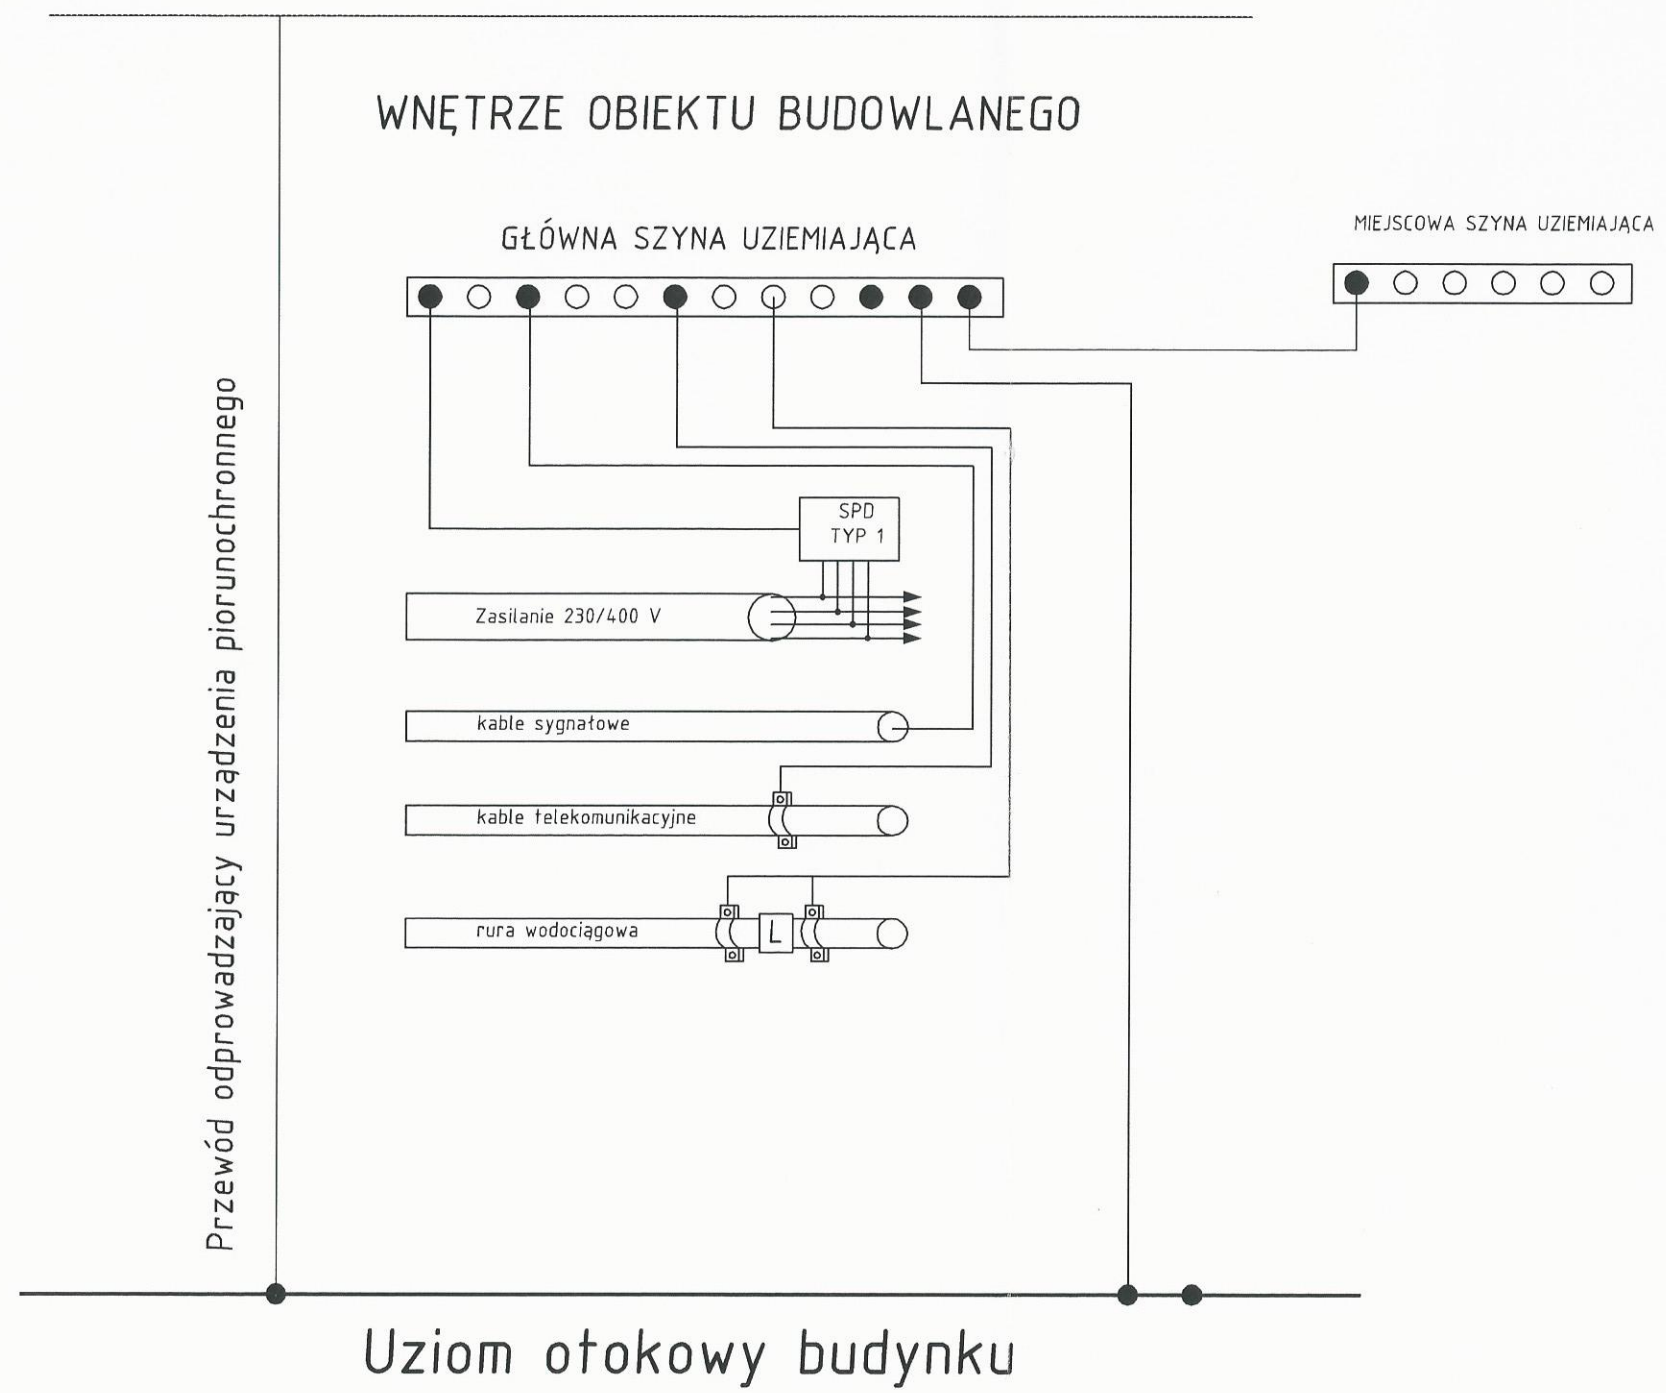 WNĘTRZE OBIEKTU BUDOWLANEGO
GŁÓWNA SZYNA UZIEMIAJĄCA
MIEJSCOWA SZYNA UZIEMIAJĄCA
SPD
TYP 1
Zasilanie 230/400 V
kable sygnałowe
kable telekomunikacyjne
rura wodociągowa
L
Przewód odprowadzający urządzenia piorunochronnego
Uziom otokowy budynku